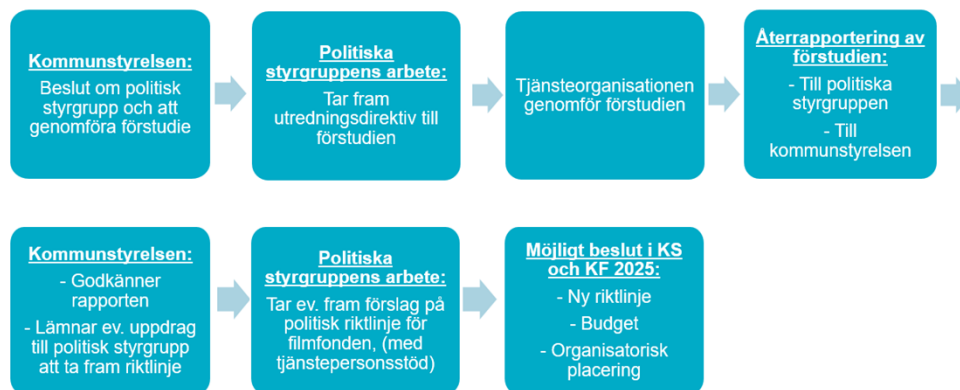 Kommunstyrelsen:
Beslut om politisk
styrgrupp och att
genomföra förstudie
Politiska
styrgruppens arbete:
Tar fram
utredningsdirektiv till
förstudien
Tjänsteorganisationen
genomför förstudien
Återrapportering av
förstudien:
- Till politiska
styrgruppen
- Till
kommunstyrelsen
Kommunstyrelsen:
- Godkänner
rapporten
- Lämnar ev. uppdrag
till politisk styrgrupp
att ta fram riktlinje
Politiska
styrgruppens arbete:
Tar ev. fram förslag på
politisk riktlinje för
filmfonden, (med
tjänstepersonsstöd)
Möjligt beslut i KS
och KF 2025:
- Ny riktlinje
- Budget
- Organisatorisk
placering